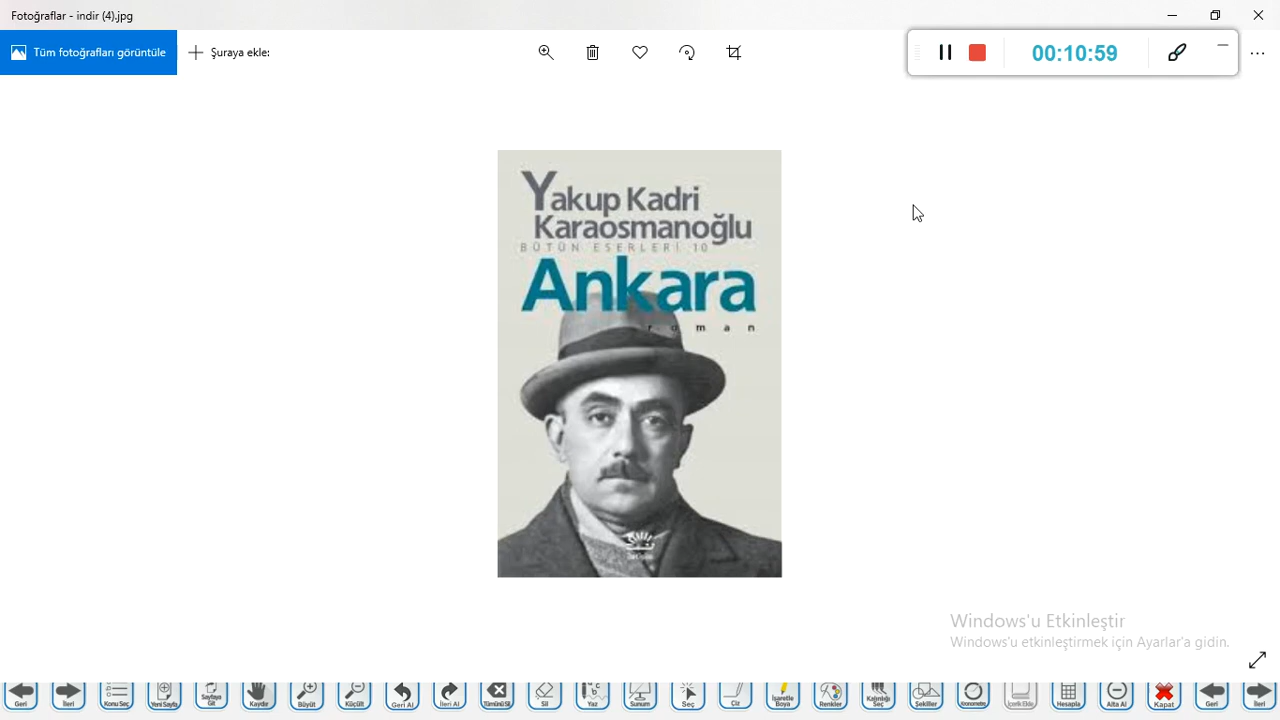 Fotoğraflar - indir (4).jpg
Tüm fotoğrafları görüntüle
Şuraya ekle:
00:10:59
Yakup Kadri
Karaosmanoğlu
BÜTÜN ESERLERİ 10
Ankara
roman
iletişim
Windows'u Etkinleştir
Windows'u etkinleştirmek için Ayarlar'a gidin.
Geri İleri Konu Seç Yeni Sayfa Sayfaya Git Kaydır Büyüt Küçült Geri Al İleri Al Tümünü Sil Sil Yaz Sunum Seç Çiz İşaretle Boya Renkler Kalınlığı Seç Şekiller Kronometre İçerik Ekle Hesapla Alta Al Kapat Geri İleri